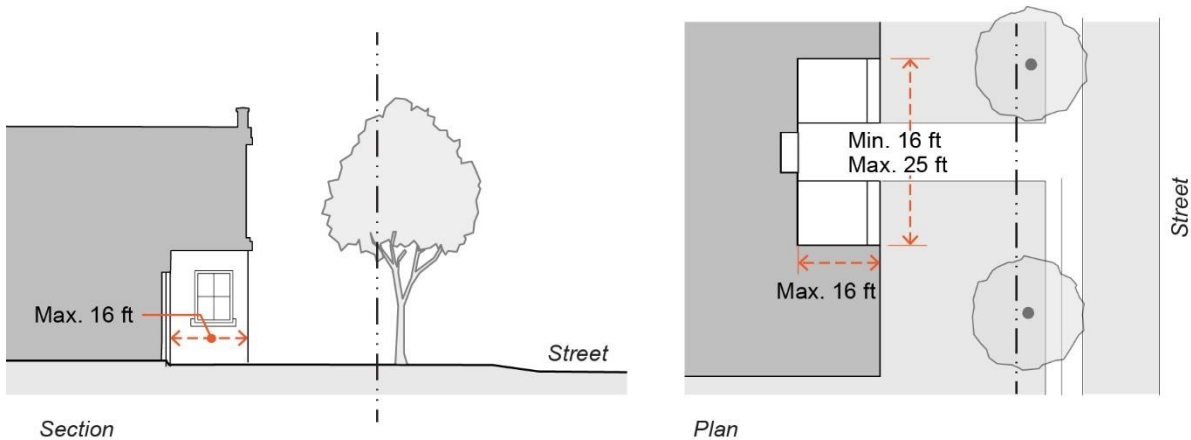 Max. 16 ft
Street
Section
Min. 16 ft
Max. 25 ft
Max. 16 ft
Street
Plan